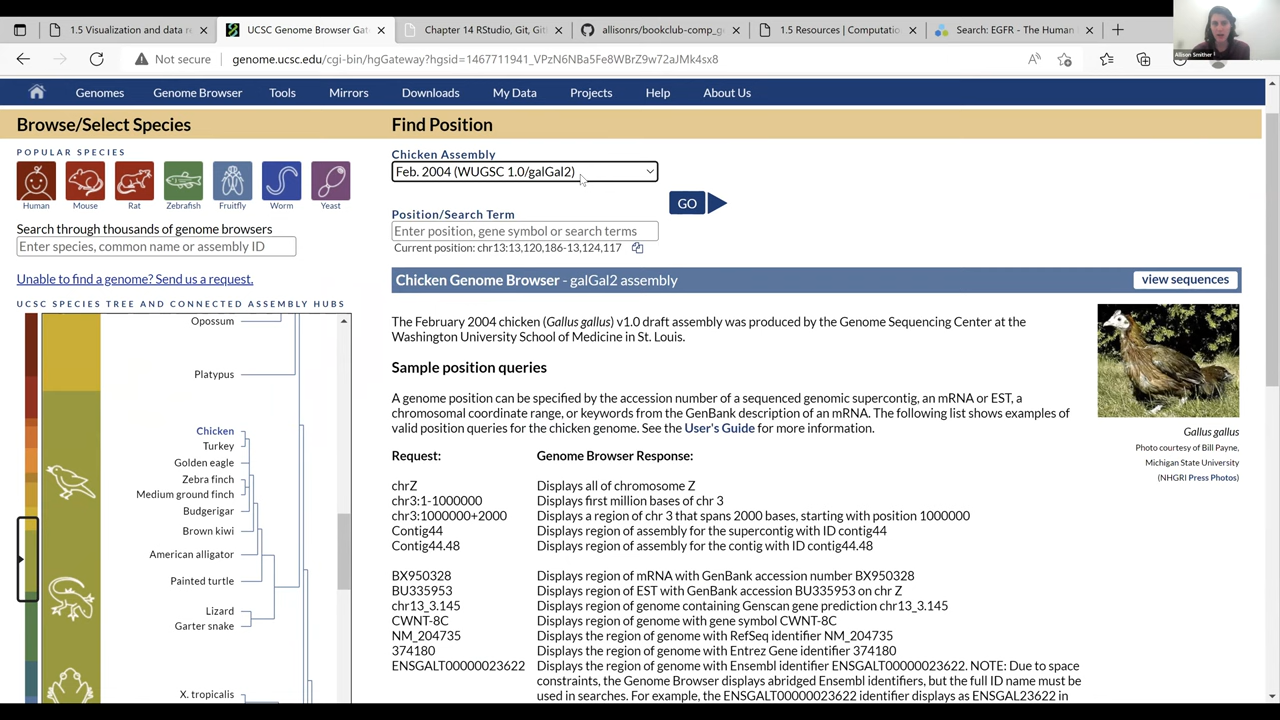 1.5 Visualization and data r
UCSC Genome Browser Gat
Chapter 14 RStudio, Git, Gitl
allisonrs/bookclub-comp_g
1.5 Resources | Computatio
Search: EGFR - The Human
Allison Smither
Not secure
genome.ucsc.edu/cgi-bin/hgGateway?hgsid=1467711941_VPzN6NBa5Fe8WBrZ9w72aJMk4sx8
Genomes
Genome Browser
Tools
Mirrors
Downloads
My Data
Projects
Help
About Us
Browse/Select Species
Find Position
POPULAR SPECIES
Human
Mouse
Rat
Zebrafish
Fruitfly
Worm
Yeast
Search through thousands of genome browsers
Enter species, common name or assembly ID
Unable to find a genome? Send us a request.
UCSC SPECIES TREE AND CONNECTED ASSEMBLY HUBS
Opossum
Platypus
Chicken
Turkey
Golden eagle
Zebra finch
Medium ground finch
Budgerigar
Brown kiwi
American alligator
Painted turtle
Lizard
Garter snake
X. tropicalis
Chicken Assembly
Feb. 2004 (WUGSC 1.0/galGal2)
Position/Search Term
Enter position, gene symbol or search terms
GO
Current position: chr13:13,120,186-13,124,117
Chicken Genome Browser - galGal2 assembly
view sequences
The February 2004 chicken (Gallus gallus) v1.0 draft assembly was produced by the Genome Sequencing Center at the
Washington University School of Medicine in St. Louis.
Sample position queries
A genome position can be specified by the accession number of a sequenced genomic supercontig, an mRNA or EST, a
chromosomal coordinate range, or keywords from the GenBank description of an mRNA. The following list shows examples of
valid position queries for the chicken genome. See the User's Guide for more information.
Gallus gallus
Photo courtesy of Bill Payne,
Michigan State University
(NHGRI Press Photos)
Request: Genome Browser Response:
chrZ Displays all of chromosome Z
chr3:1-1000000 Displays first million bases of chr 3
chr3:1000000+2000 Displays a region of chr 3 that spans 2000 bases, starting with position 1000000
Contig44 Displays region of assembly for the supercontig with ID contig44
Contig44.48 Displays region of assembly for the contig with ID contig44.48
BX950328 Displays region of mRNA with GenBank accession number BX950328
BU335953 Displays region of EST with GenBank accession BU335953 on chr Z
chr13_3.145 Displays region of genome containing Genscan gene prediction chr13_3.145
CWNT-8C Displays region of genome with gene symbol CWNT-8C
NM_204735 Displays the region of genome with RefSeq identifier NM_204735
374180 Displays the region of genome with Entrez Gene identifier 374180
ENSGALT00000023622 Displays the region of genome with Ensembl identifier ENSGALT00000023622. NOTE: Due to space
constraints, the Genome Browser displays abridged Ensembl identifiers, but the full ID name must be
used in searches. For example, the ENSGALT00000023622 identifier displays as ENSGAL23622 in